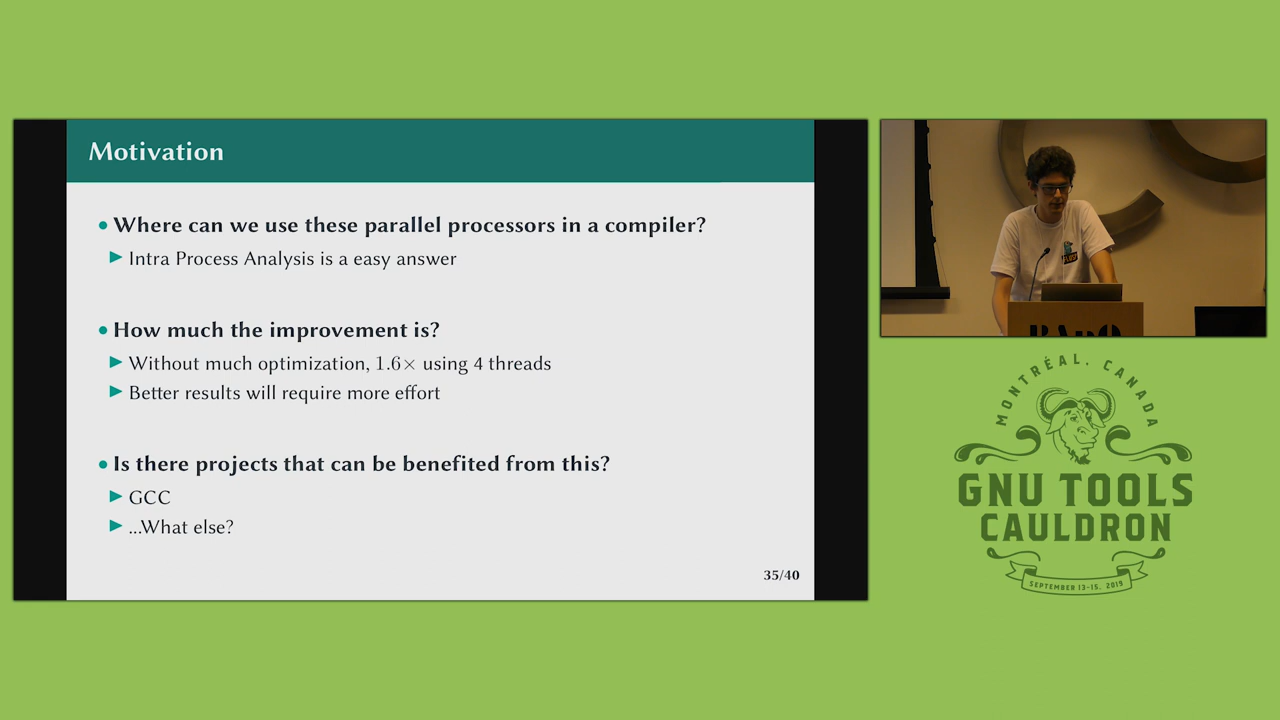 Motivation
Where can we use these parallel processors in a compiler?
Intra Process Analysis is a easy answer
How much the improvement is?
Without much optimization, 1.6× using 4 threads
Better results will require more effort
Is there projects that can be benefited from this?
GCC
...What else?
35/40
MONTRÉAL, CANADA
GNU TOOLS
CAULDRON
SEPTEMBER 13-15, 2019